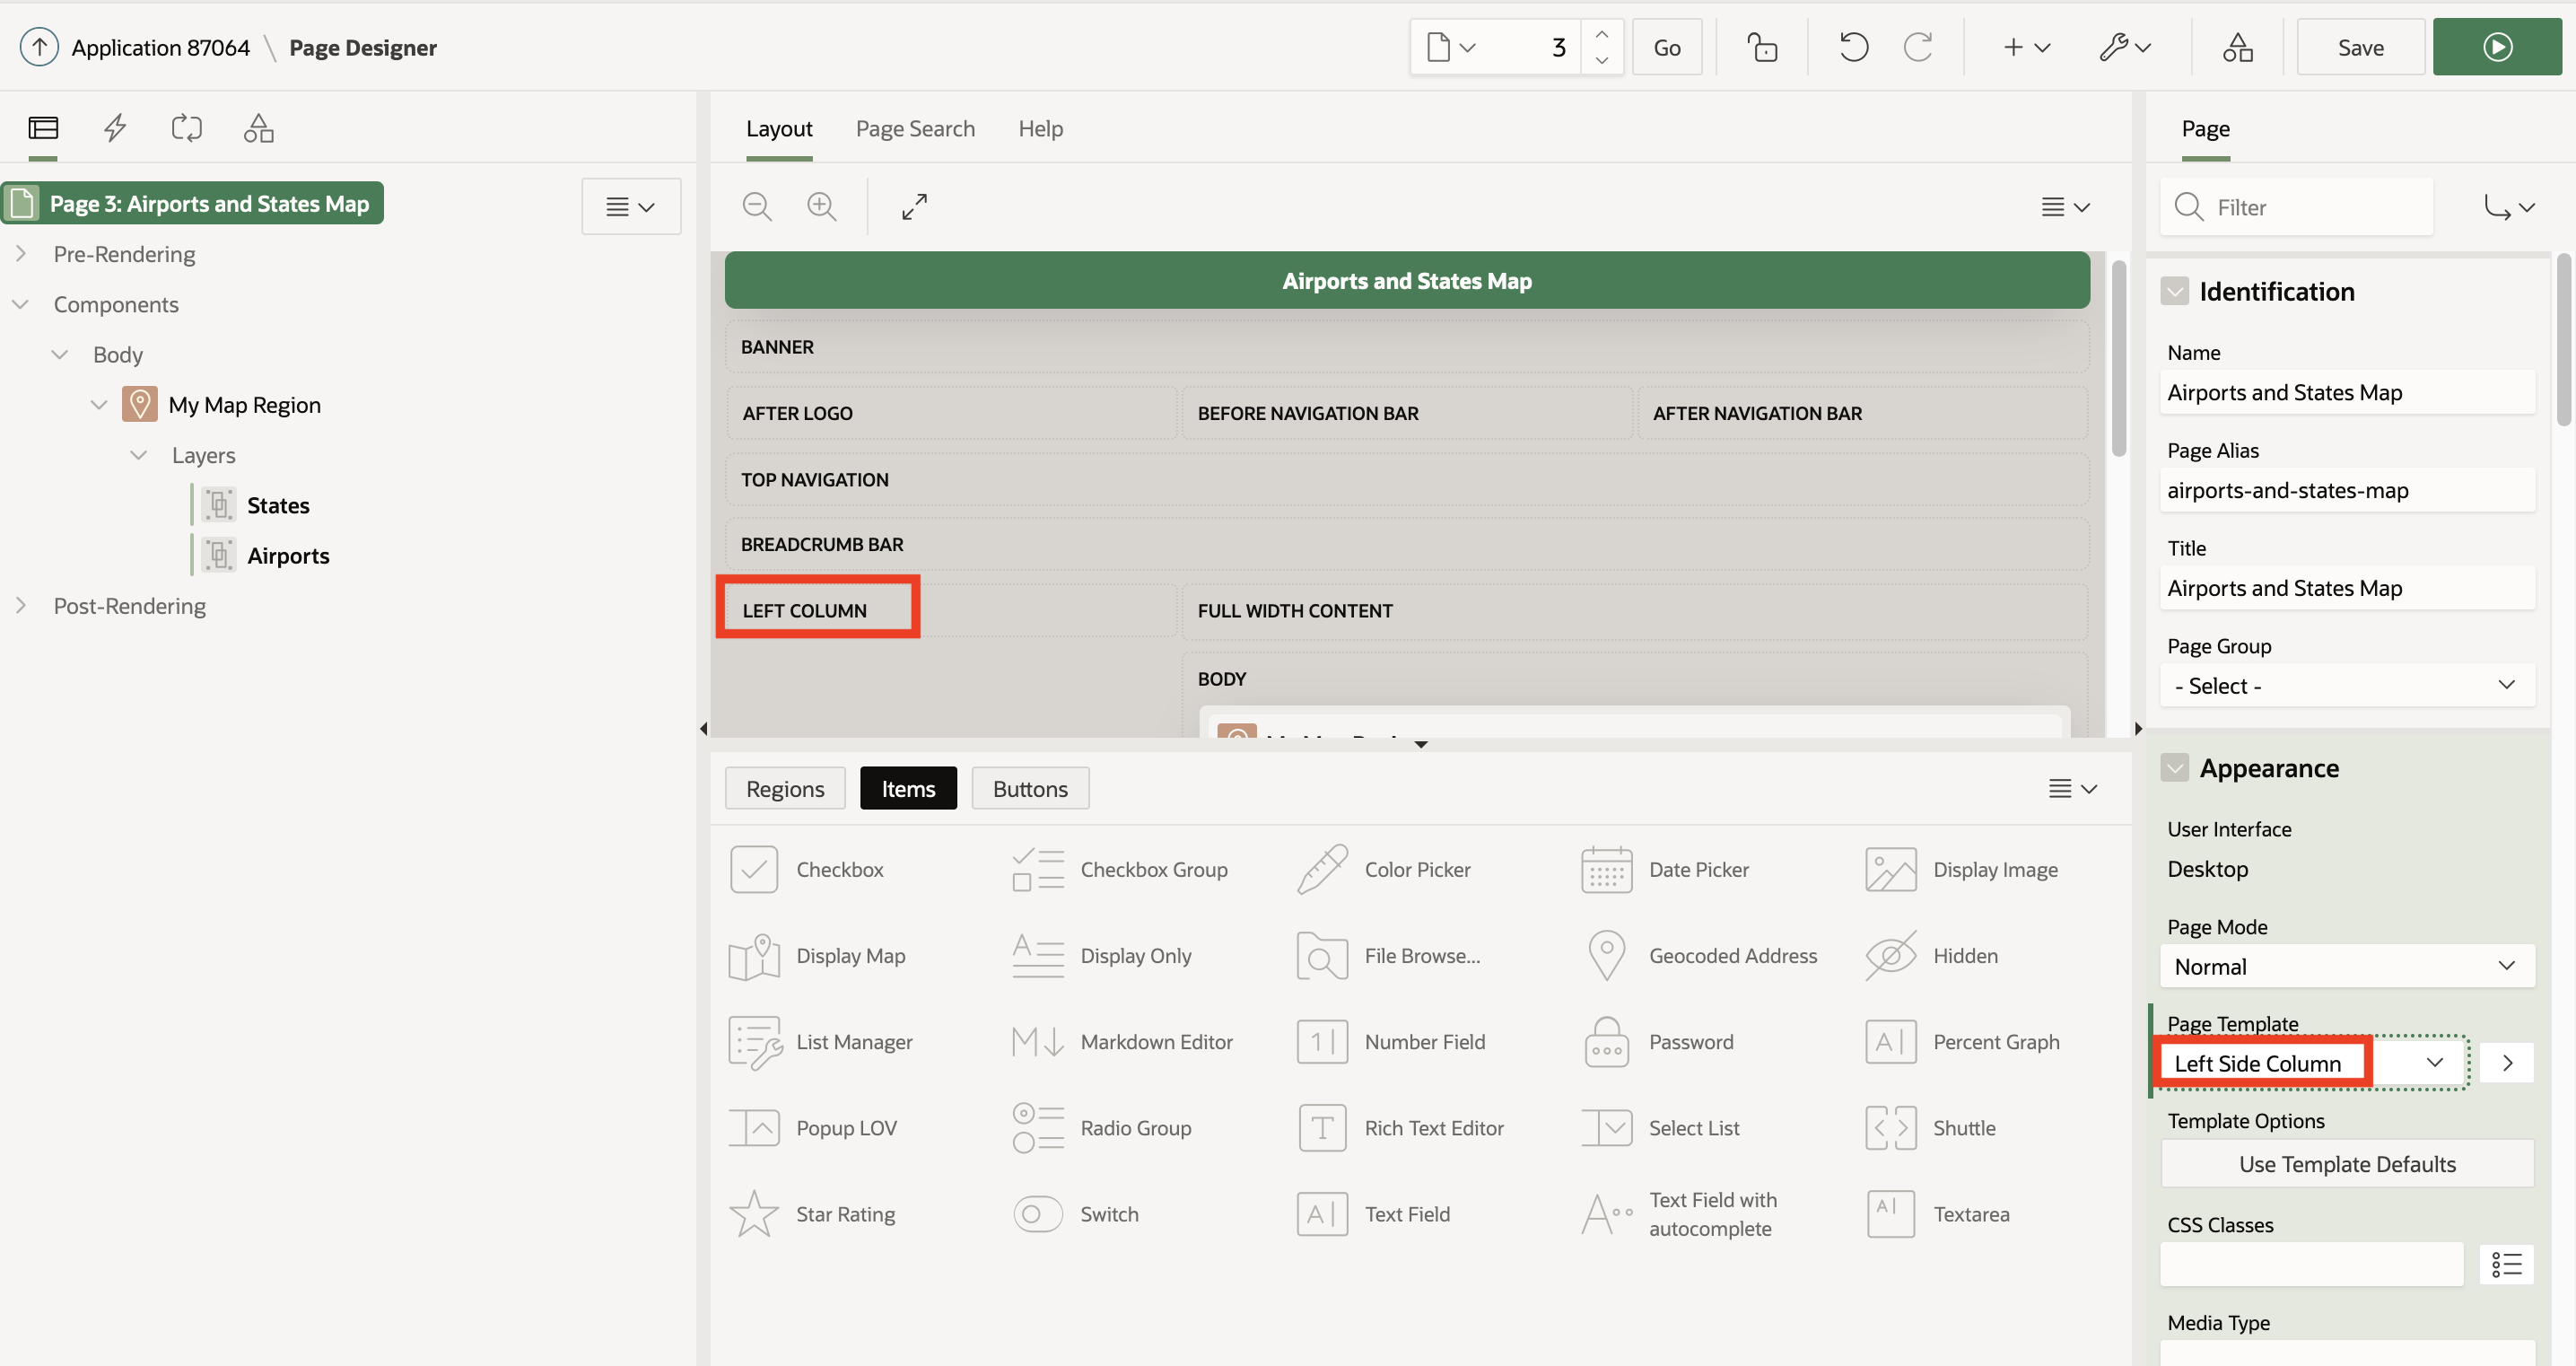 Application 87064 \ Page Designer
3
Go
Save
Layout
Page Search
Help
Page
Page 3: Airports and States Map
Pre-Rendering
Components
Body
My Map Region
Layers
States
Airports
Post-Rendering
Airports and States Map
BANNER
AFTER LOGO
BEFORE NAVIGATION BAR
AFTER NAVIGATION BAR
TOP NAVIGATION
BREADCRUMB BAR
LEFT COLUMN
FULL WIDTH CONTENT
BODY
Regions
Items
Buttons
Checkbox
Checkbox Group
Color Picker
Date Picker
Display Image
Display Map
Display Only
File Browse...
Geocoded Address
Hidden
List Manager
Markdown Editor
Number Field
Password
Percent Graph
Popup LOV
Radio Group
Rich Text Editor
Select List
Shuttle
Star Rating
Switch
Text Field
Text Field with
autocomplete
Textarea
Filter
Identification
Name
Airports and States Map
Page Alias
airports-and-states-map
Title
Airports and States Map
Page Group
- Select -
Appearance
User Interface
Desktop
Page Mode
Normal
Page Template
Left Side Column
Template Options
Use Template Defaults
CSS Classes
Media Type